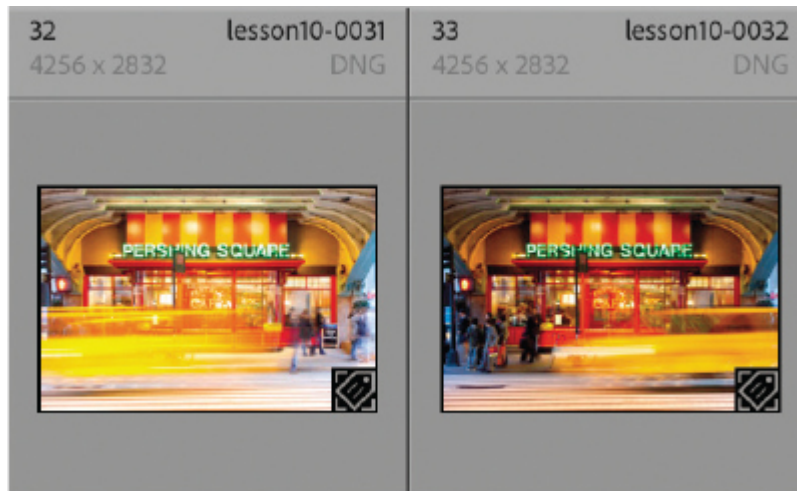 32 lesson10-0031
4256 x 2832 DNG
PERSHING SQUARE
33 lesson10-0032
4256 x 2832 DNG
PERSHING SQUARE